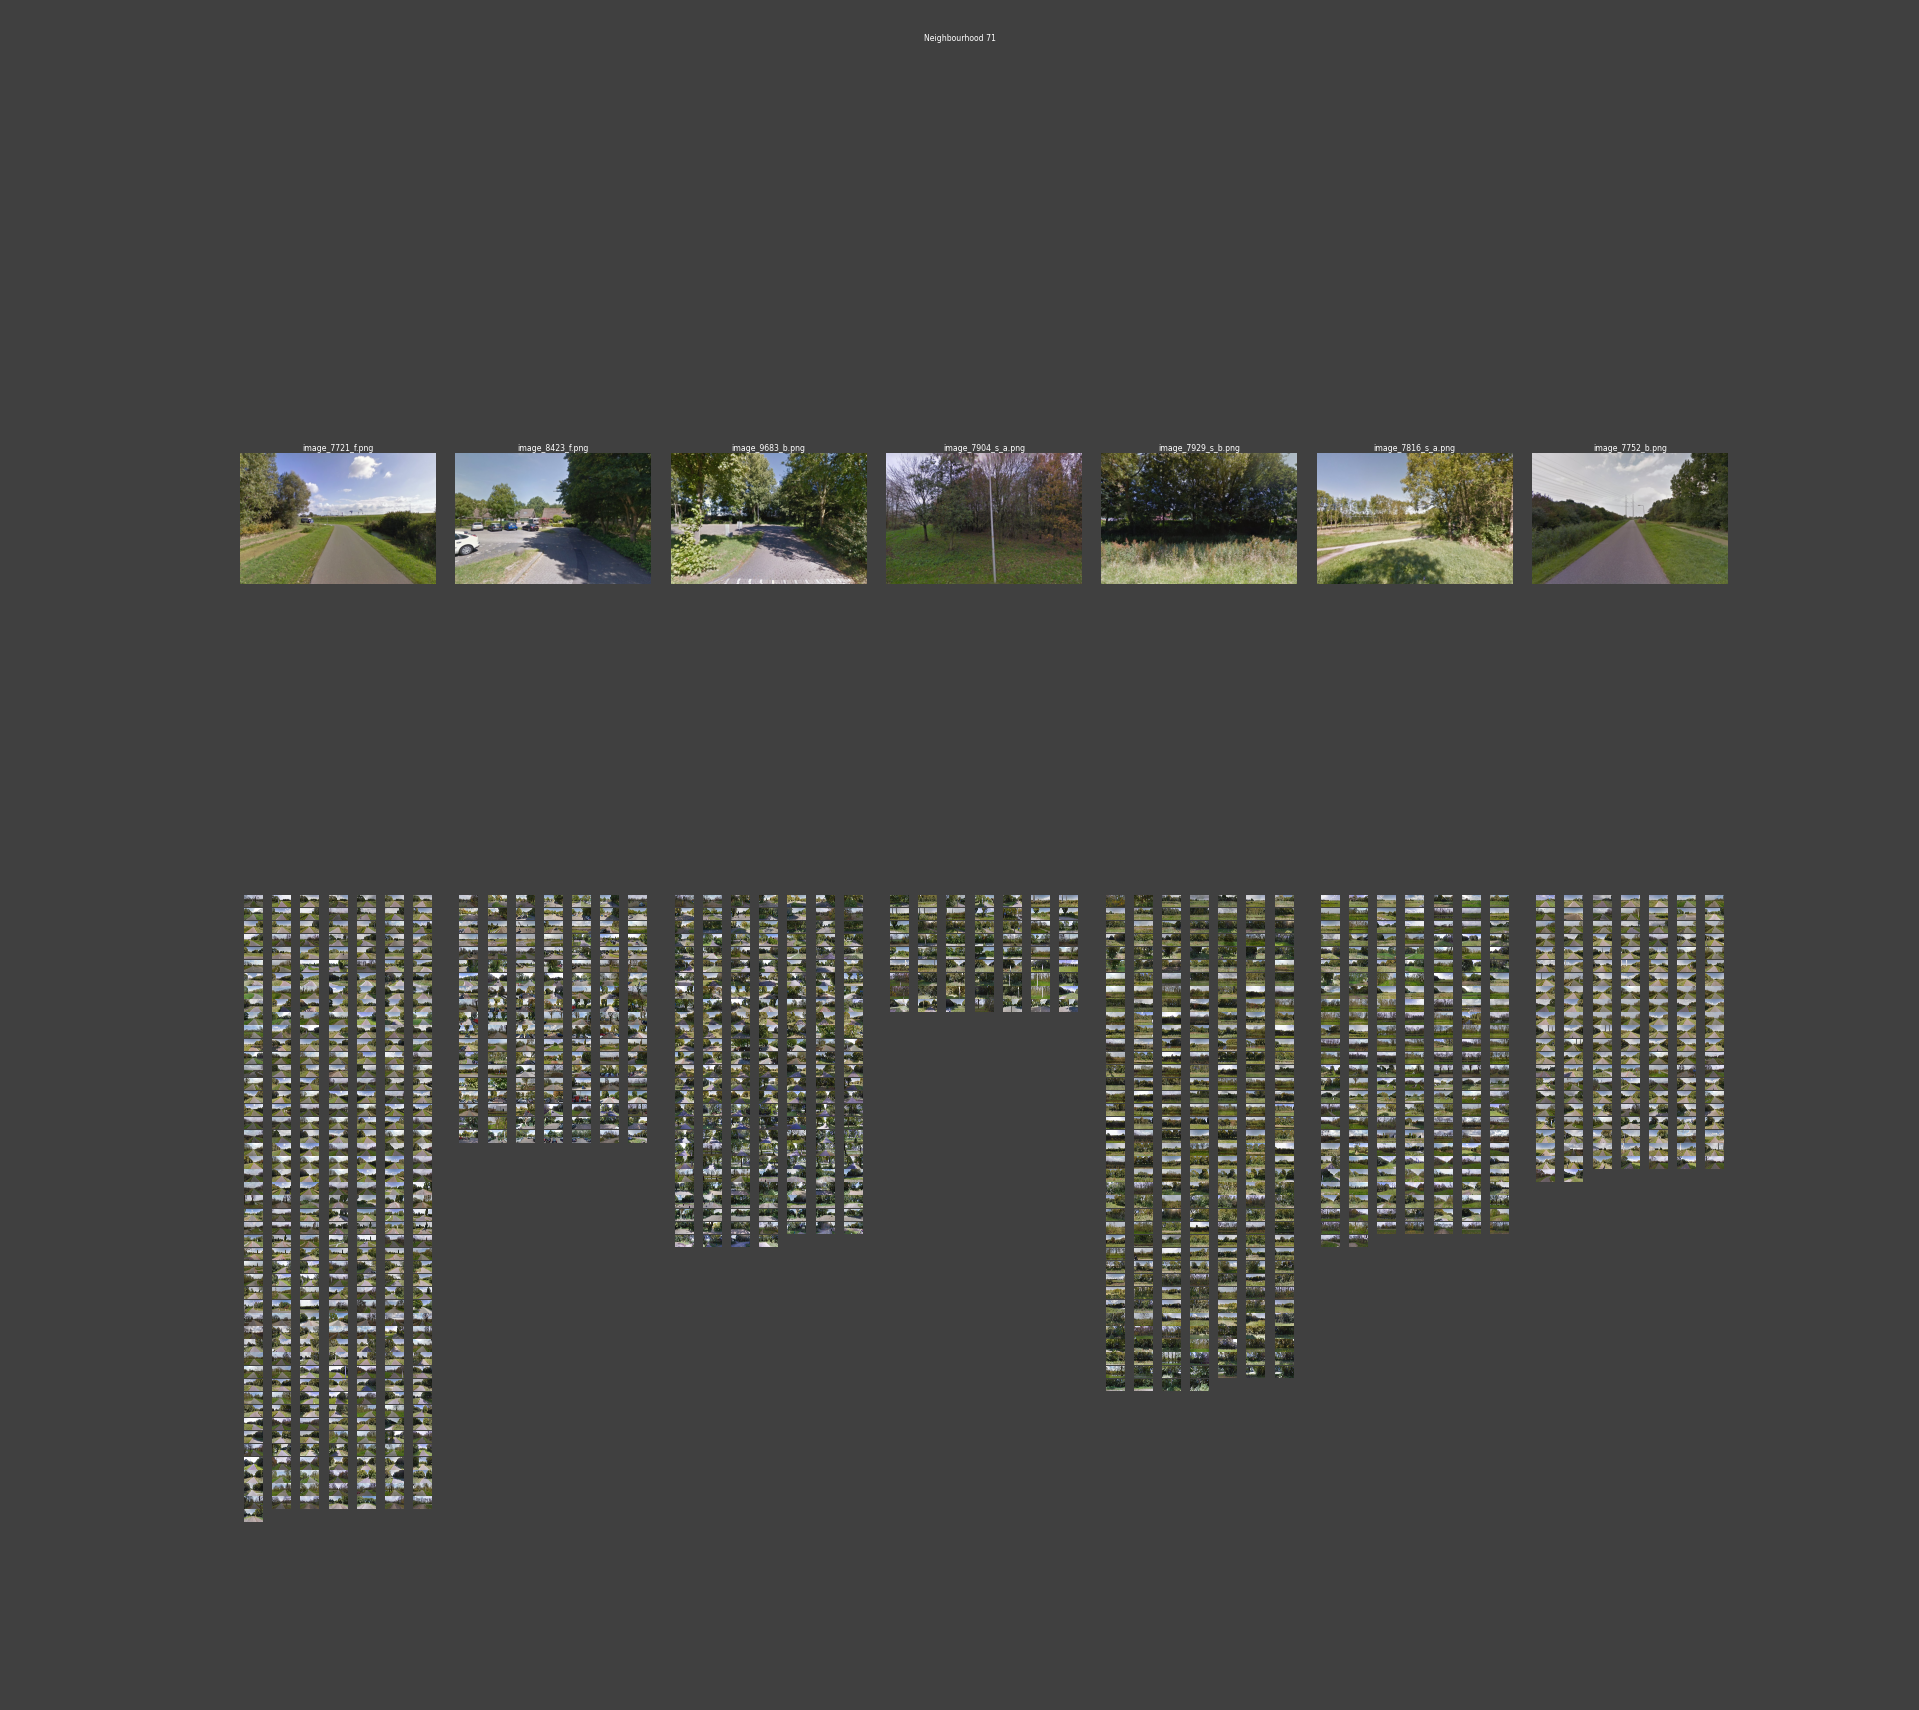 Neighbourhood 71
image_7721_f.png
image_8423_f.png
image_9683_b.png
image_7904_s_a.png
image_7929_s_b.png
image_7816_s_a.png
image_7752_b.png